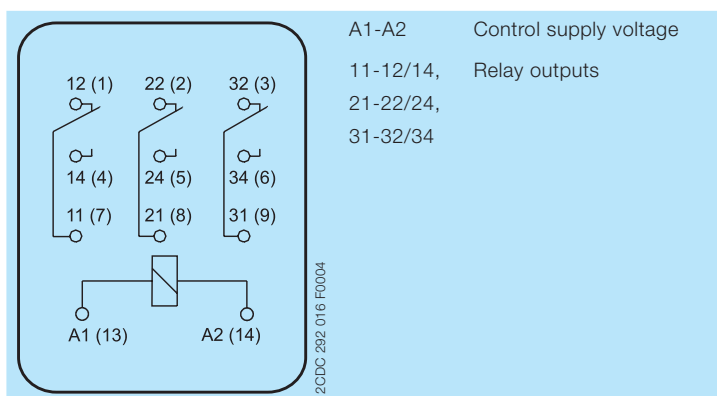 12 (1) 22 (2) 32 (3)
14 (4) 24 (5) 34 (6)
11 (7) 21 (8) 31 (9)
A1 (13) A2 (14)
2CDC 292 016 F0004
A1-A2 Control supply voltage
11-12/14, Relay outputs
21-22/24,
31-32/34